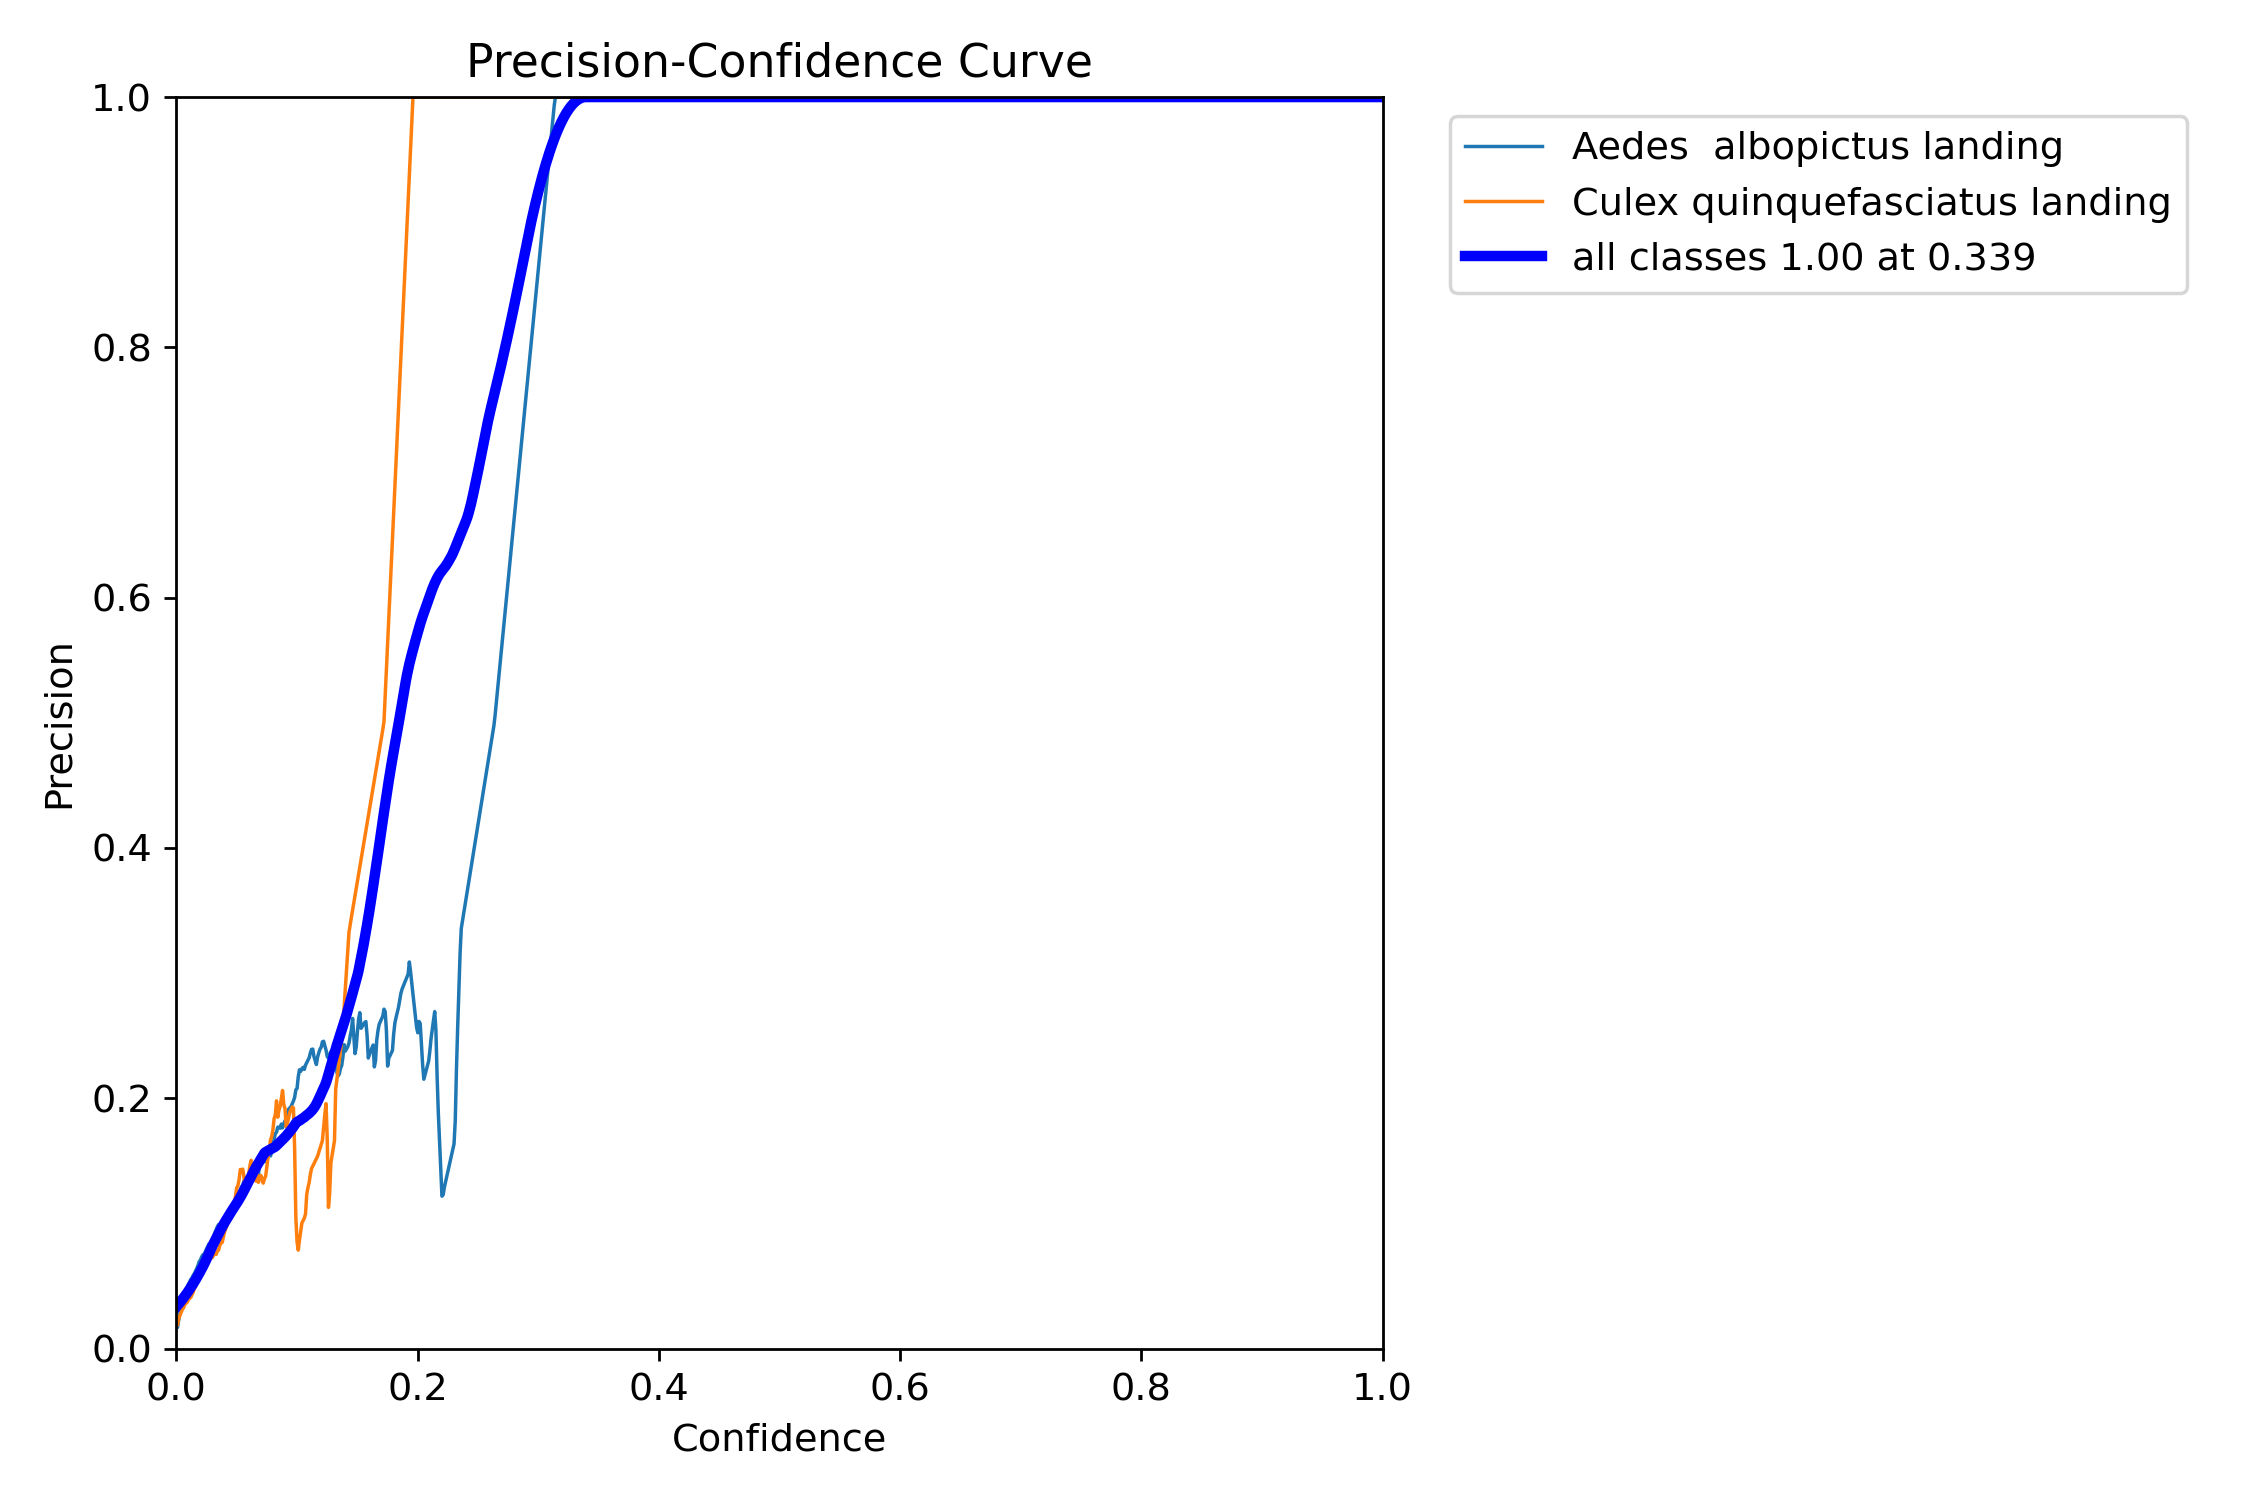 Precision-Confidence Curve
1.0
0.8
0.6
0.4
0.2
0.0
Precision
0.0 0.2 0.4 0.6 0.8 1.0
Confidence
Aedes  albopictus landing
Culex quinquefasciatus landing
all classes 1.00 at 0.339